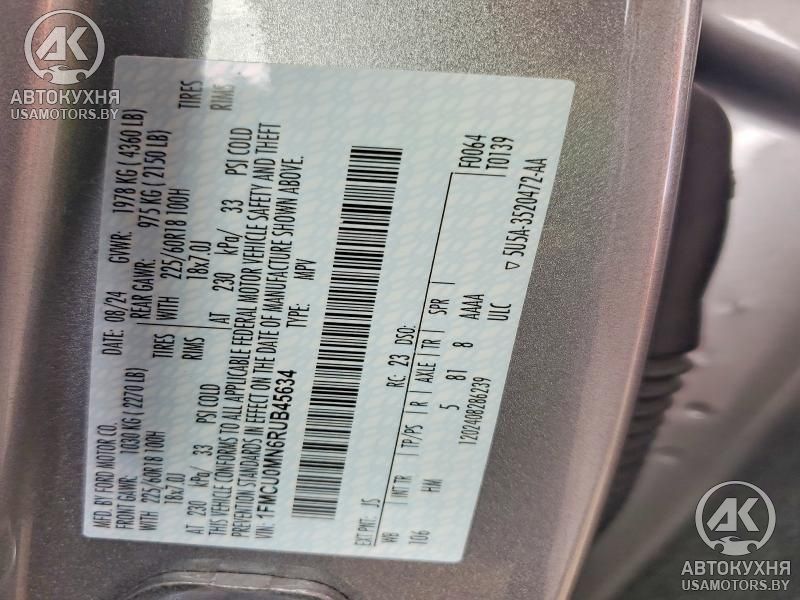 AK
АВТОКУХНЯ
USAMOTORS.BY
MFD. BY FORD MOTOR CO.
DATE: 08/24 GVWR: 1978 KG ( 4360 LB)
FRONT GAWR: 1030 KG (2270 LB) REAR GAWR: 975 KG ( 2150 LB)
WITH 225/60R18 100H TIRES WITH 225/60R18 100H TIRES
18x7.0J RIMS 18x7.0J RIMS
AT 230 kPa/ 33 PSI COLD AT 230 kPa/ 33 PSI COLD
THIS VEHICLE CONFORMS TO ALL APPLICABLE FEDERAL MOTOR VEHICLE SAFETY AND THEFT
PREVENTION STANDARDS IN EFFECT ON THE DATE OF MANUFACTURE SHOWN ABOVE.
VIN: 1FMCU0MN6RUB45634 TYPE: MPV
F0064
T0139
EXT PNT: JS RC: 23 DSO:
WB INT TR TP/PS R AXLE TR SPR
106 HM 5 81 8 AAAA
ULC
1202408286239
▽ 5U5A-3520472-AA
AK
АВТОКУХНЯ
USAMOTORS.BY